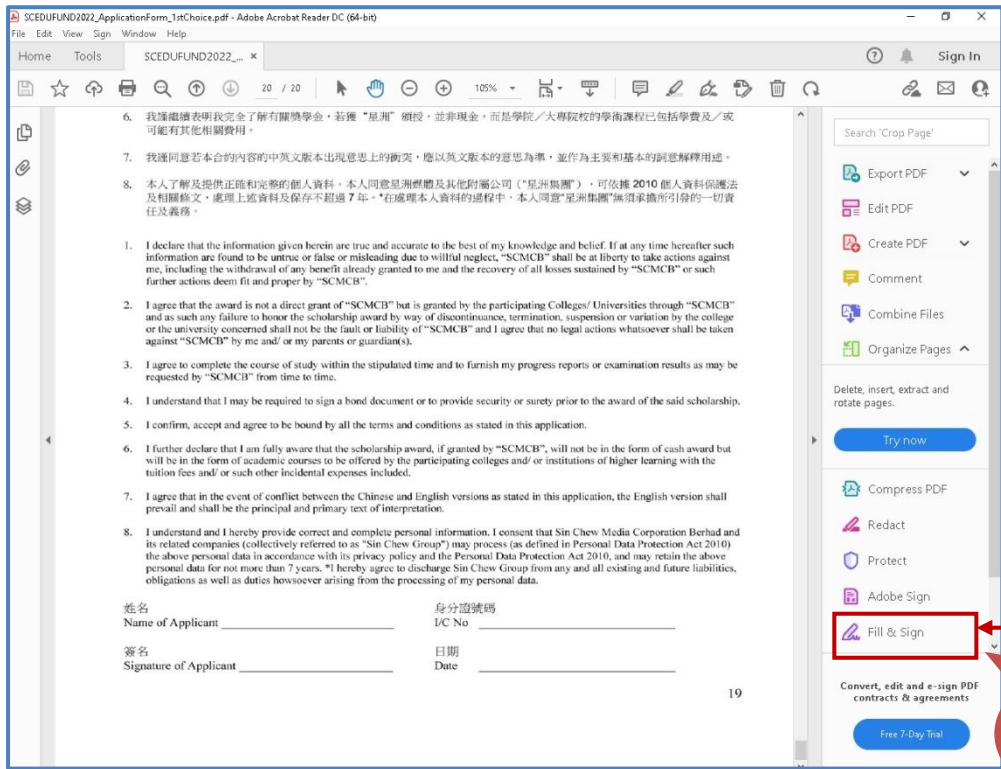 SCEDUFUND2022_ApplicationForm_1stChoice.pdf - Adobe Acrobat Reader DC (64-bit)
File Edit View Sign Window Help
Home Tools SCEDUFUND2022_... × Sign In
20 / 20 105%
6. 我謹繼續表明我完全了解有關獎學金，若獲“星洲”頒授，並非現金，而是學院／大專院校的學術課程已包括學費及／或
可能有其他相關費用。
7. 我謹同意若本合約內容的中英文版本出現意思上的衝突，應以英文版本的意思為準，並作為主要和基本的詞意解釋用途。
8. 本人了解及提供正確和完整的個人資料。本人同意星洲媒體及其他附屬公司（“星洲集團”），可依據 2010 個人資料保護法
及相關條文，處理上述資料及保存不超過 7 年。*在處理本人資料的過程中，本人同意“星洲集團”無須承擔所引發的一切責
任及義務。
1. I declare that the information given herein are true and accurate to the best of my knowledge and belief. If at any time hereafter such
information are found to be untrue or false or misleading due to willful neglect, “SCMCB” shall be at liberty to take actions against
me, including the withdrawal of any benefit already granted to me and the recovery of all losses sustained by “SCMCB” or such
further actions deem fit and proper by “SCMCB”.
2. I agree that the award is not a direct grant of “SCMCB” but is granted by the participating Colleges/ Universities through “SCMCB”
and as such any failure to honor the scholarship award by way of discontinuance, termination, suspension or variation by the college
or the university concerned shall not be the fault or liability of “SCMCB” and I agree that no legal actions whatsoever shall be taken
against “SCMCB” by me and/ or my parents or guardian(s).
3. I agree to complete the course of study within the stipulated time and to furnish my progress reports or examination results as may be
requested by “SCMCB” from time to time.
4. I understand that I may be required to sign a bond document or to provide security or surety prior to the award of the said scholarship.
5. I confirm, accept and agree to be bound by all the terms and conditions as stated in this application.
6. I further declare that I am fully aware that the scholarship award, if granted by “SCMCB”, will not be in the form of cash award but
will be in the form of academic courses to be offered by the participating colleges and/ or institutions of higher learning with the
tuition fees and/ or such other incidental expenses included.
7. I agree that in the event of conflict between the Chinese and English versions as stated in this application, the English version shall
prevail and shall be the principal and primary text of interpretation.
8. I understand and I hereby provide correct and complete personal information. I consent that Sin Chew Media Corporation Berhad and
its related companies (collectively referred to as "Sin Chew Group") may process (as defined in Personal Data Protection Act 2010)
the above personal data in accordance with its privacy policy and the Personal Data Protection Act 2010, and may retain the above
personal data for not more than 7 years. *I hereby agree to discharge Sin Chew Group from any and all existing and future liabilities,
obligations as well as duties howsoever arising from the processing of my personal data.
姓名 身分證號碼
Name of Applicant I/C No
簽名 日期
Signature of Applicant Date
19
Search 'Crop Page'
Export PDF
Edit PDF
Create PDF
Comment
Combine Files
Organize Pages
Delete, insert, extract and
rotate pages.
Try now
Compress PDF
Redact
Protect
Adobe Sign
Fill & Sign
Convert, edit and e-sign PDF
contracts & agreements
Free 7-Day Trial